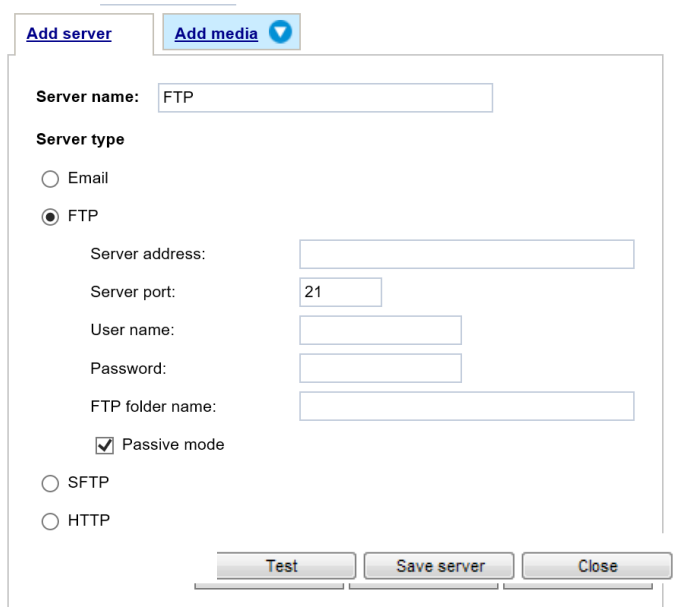 Add server Add media
Server name: FTP
Server type
Email
FTP
Server address:
Server port: 21
User name:
Password:
FTP folder name:
Passive mode
SFTP
HTTP
Test Save server Close